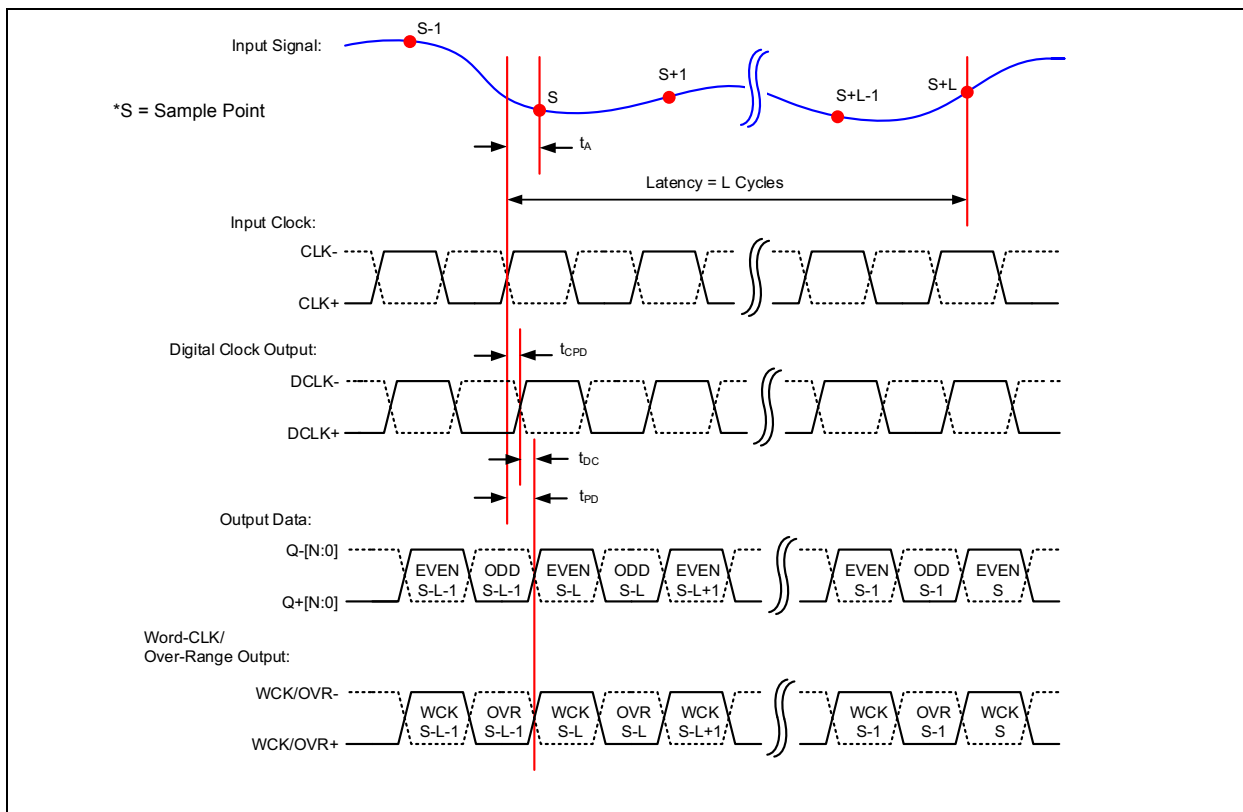 S-1
Input Signal:
S+1
S+L
S
*S = Sample Point
S+L-1
tA
Latency = L Cycles
Input Clock:
CLK-
CLK+
Digital Clock Output:
tCPD
DCLK-
DCLK+
tDC
tPD
Output Data:
Q-[N:0]
EVEN ODD EVEN ODD EVEN EVEN ODD EVEN
S-L-1 S-L-1 S-L S-L S-L+1 S-1 S-1 S
Q+[N:0]
Word-CLK/
Over-Range Output:
WCK/OVR-
WCK OVR WCK OVR WCK WCK OVR WCK
S-L-1 S-L-1 S-L S-L S-L+1 S-1 S-1 S
WCK/OVR+